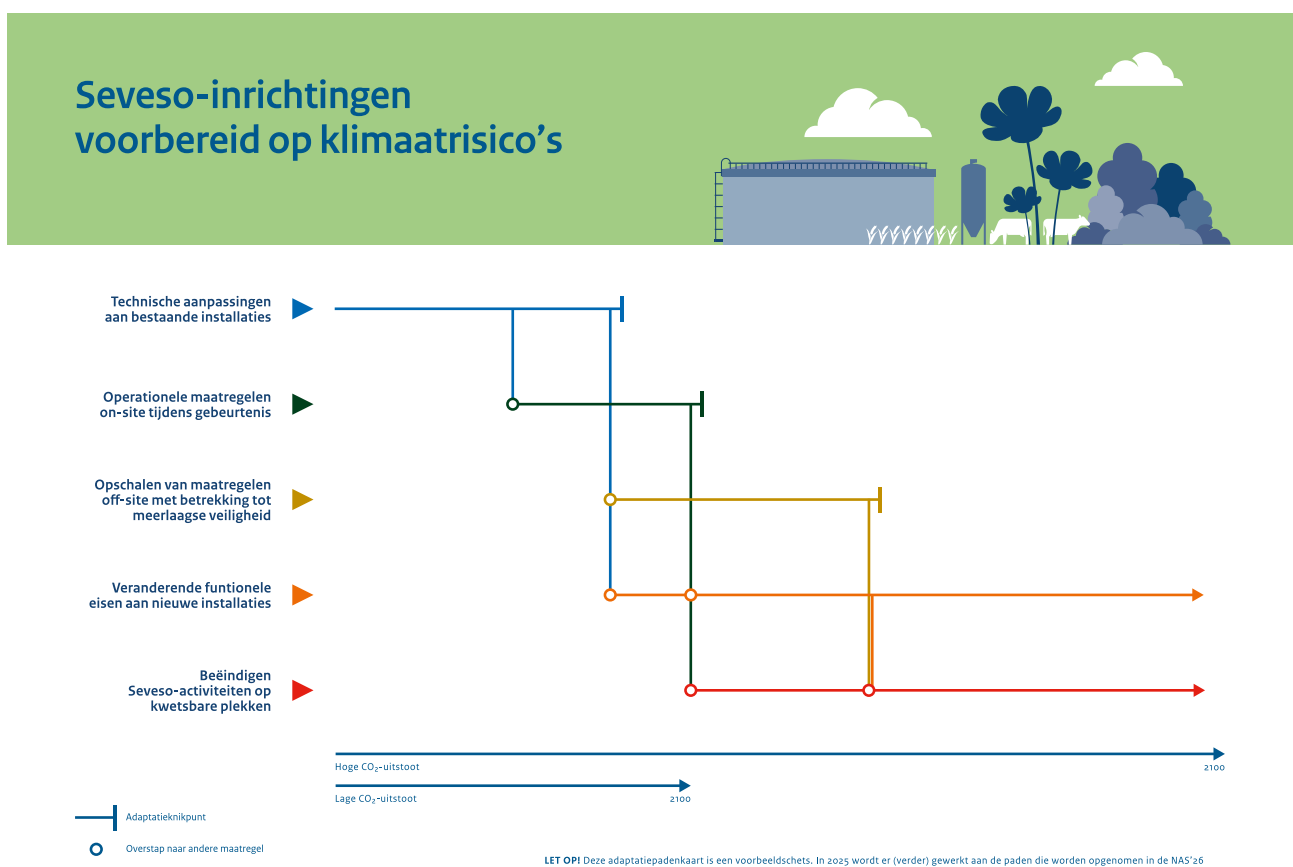 Seveso-inrichtingen
voorbereid op klimaatrisico's
Technische aanpassingen
aan bestaande installaties
Operationele maatregelen
on-site tijdens gebeurtenis
Opschalen van maatregelen
off-site met betrekking tot
meerlaagse veiligheid
Veranderende funtionele
eisen aan nieuwe installaties
Beëindigen
Seveso-activiteiten op
kwetsbare plekken
Hoge CO₂-uitstoot
2100
Lage CO₂-uitstoot
2100
Adaptatieknikpunt
Overstap naar andere maatregel
LET OP! Deze adaptatiepadenkaart is een voorbeeldschets. In 2025 wordt er (verder) gewerkt aan de paden die worden opgenomen in de NAS'26